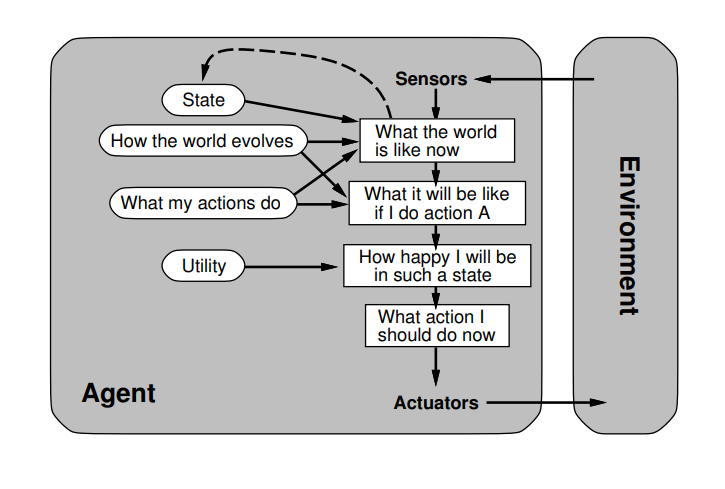 Sensors
State
What the world
is like now
How the world evolves
What it will be like
if I do action A
What my actions do
How happy I will be
in such a state
Utility
What action I
should do now
Agent
Actuators
Environment